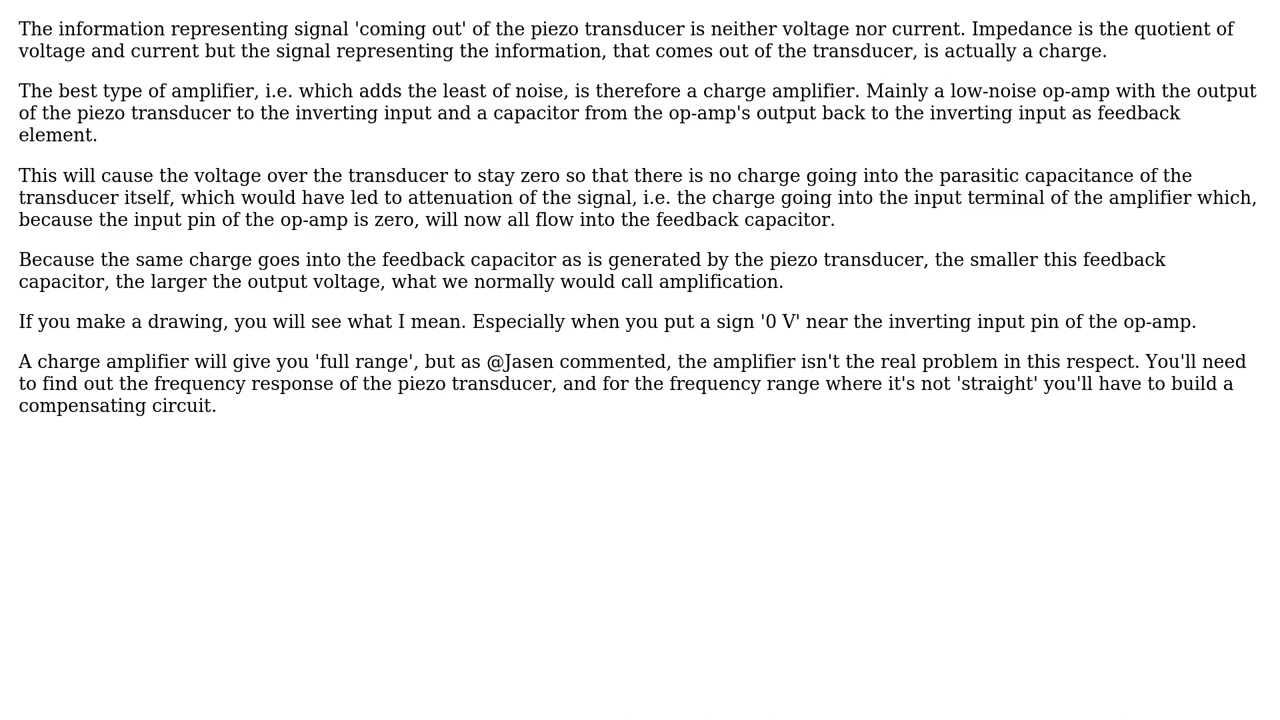 The information representing signal 'coming out' of the piezo transducer is neither voltage nor current. Impedance is the quotient of
voltage and current but the signal representing the information, that comes out of the transducer, is actually a charge.
The best type of amplifier, i.e. which adds the least of noise, is therefore a charge amplifier. Mainly a low-noise op-amp with the output
of the piezo transducer to the inverting input and a capacitor from the op-amp's output back to the inverting input as feedback
element.
This will cause the voltage over the transducer to stay zero so that there is no charge going into the parasitic capacitance of the
transducer itself, which would have led to attenuation of the signal, i.e. the charge going into the input terminal of the amplifier which,
because the input pin of the op-amp is zero, will now all flow into the feedback capacitor.
Because the same charge goes into the feedback capacitor as is generated by the piezo transducer, the smaller this feedback
capacitor, the larger the output voltage, what we normally would call amplification.
If you make a drawing, you will see what I mean. Especially when you put a sign '0 V' near the inverting input pin of the op-amp.
A charge amplifier will give you 'full range', but as @Jasen commented, the amplifier isn't the real problem in this respect. You'll need
to find out the frequency response of the piezo transducer, and for the frequency range where it's not 'straight' you'll have to build a
compensating circuit.